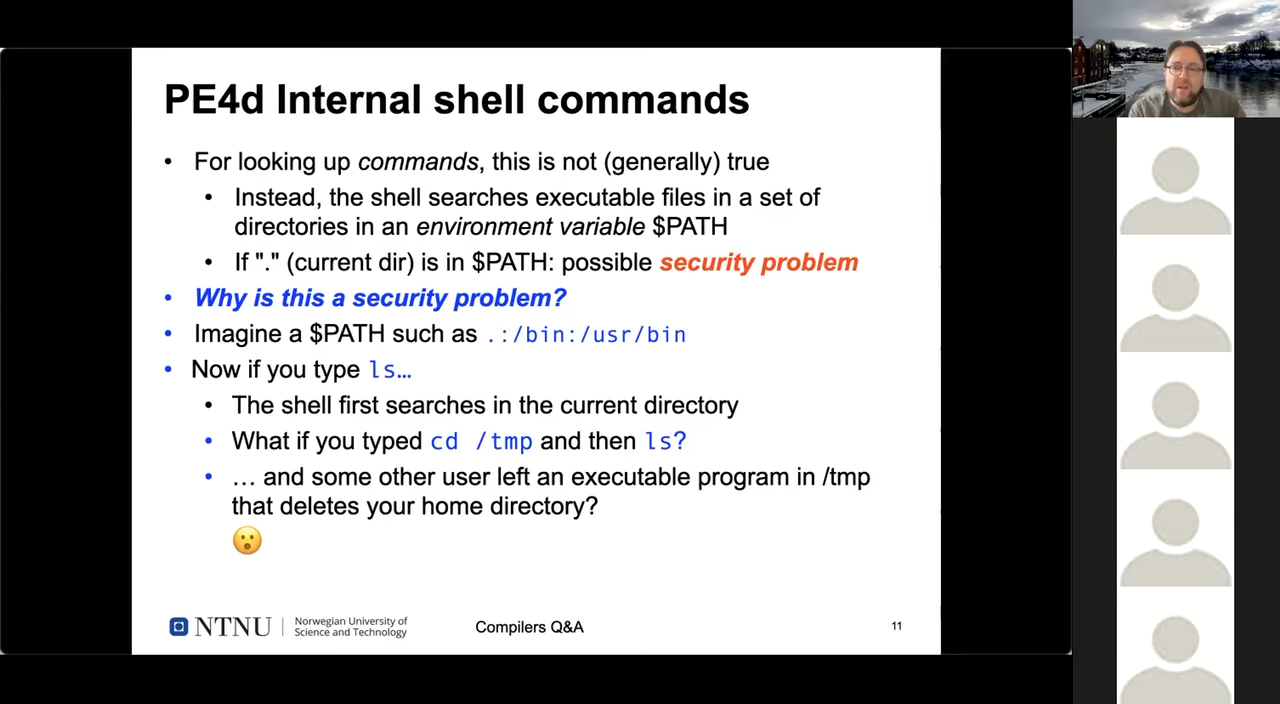 PE4d Internal shell commands
• For looking up commands, this is not (generally) true
• Instead, the shell searches executable files in a set of
directories in an environment variable $PATH
• If "." (current dir) is in $PATH: possible security problem
• Why is this a security problem?
• Imagine a $PATH such as .:/bin:/usr/bin
• Now if you type ls…
• The shell first searches in the current directory
• What if you typed cd /tmp and then ls?
• … and some other user left an executable program in /tmp
that deletes your home directory?
😮
NTNU
Norwegian University of
Science and Technology
Compilers Q&A
11